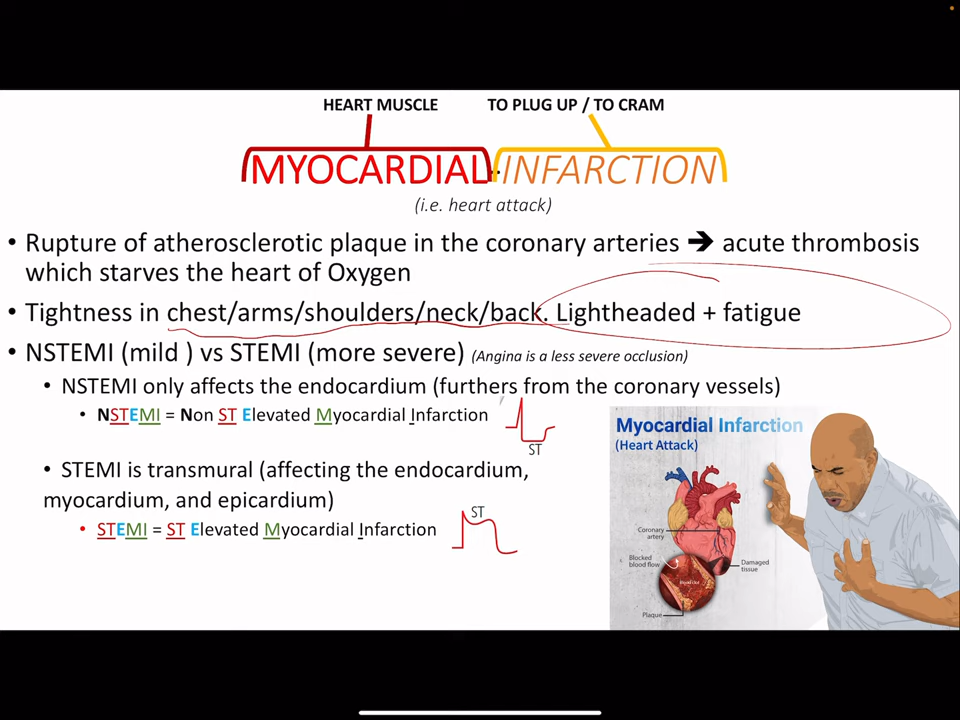 HEART MUSCLE TO PLUG UP / TO CRAM
MYOCARDIAL INFARCTION
(i.e. heart attack)
• Rupture of atherosclerotic plaque in the coronary arteries → acute thrombosis
which starves the heart of Oxygen
• Tightness in chest/arms/shoulders/neck/back. Lightheaded + fatigue
• NSTEMI (mild ) vs STEMI (more severe) (Angina is a less severe occlusion)
• NSTEMI only affects the endocardium (furthers from the coronary vessels)
• NSTEMI = Non ST Elevated Myocardial Infarction
ST
• STEMI is transmural (affecting the endocardium,
myocardium, and epicardium)
• STEMI = ST Elevated Myocardial Infarction
ST
Myocardial Infarction
(Heart Attack)
Coronary
artery
Blocked
blood flow
Damaged
tissue
Blood clot
Plaque